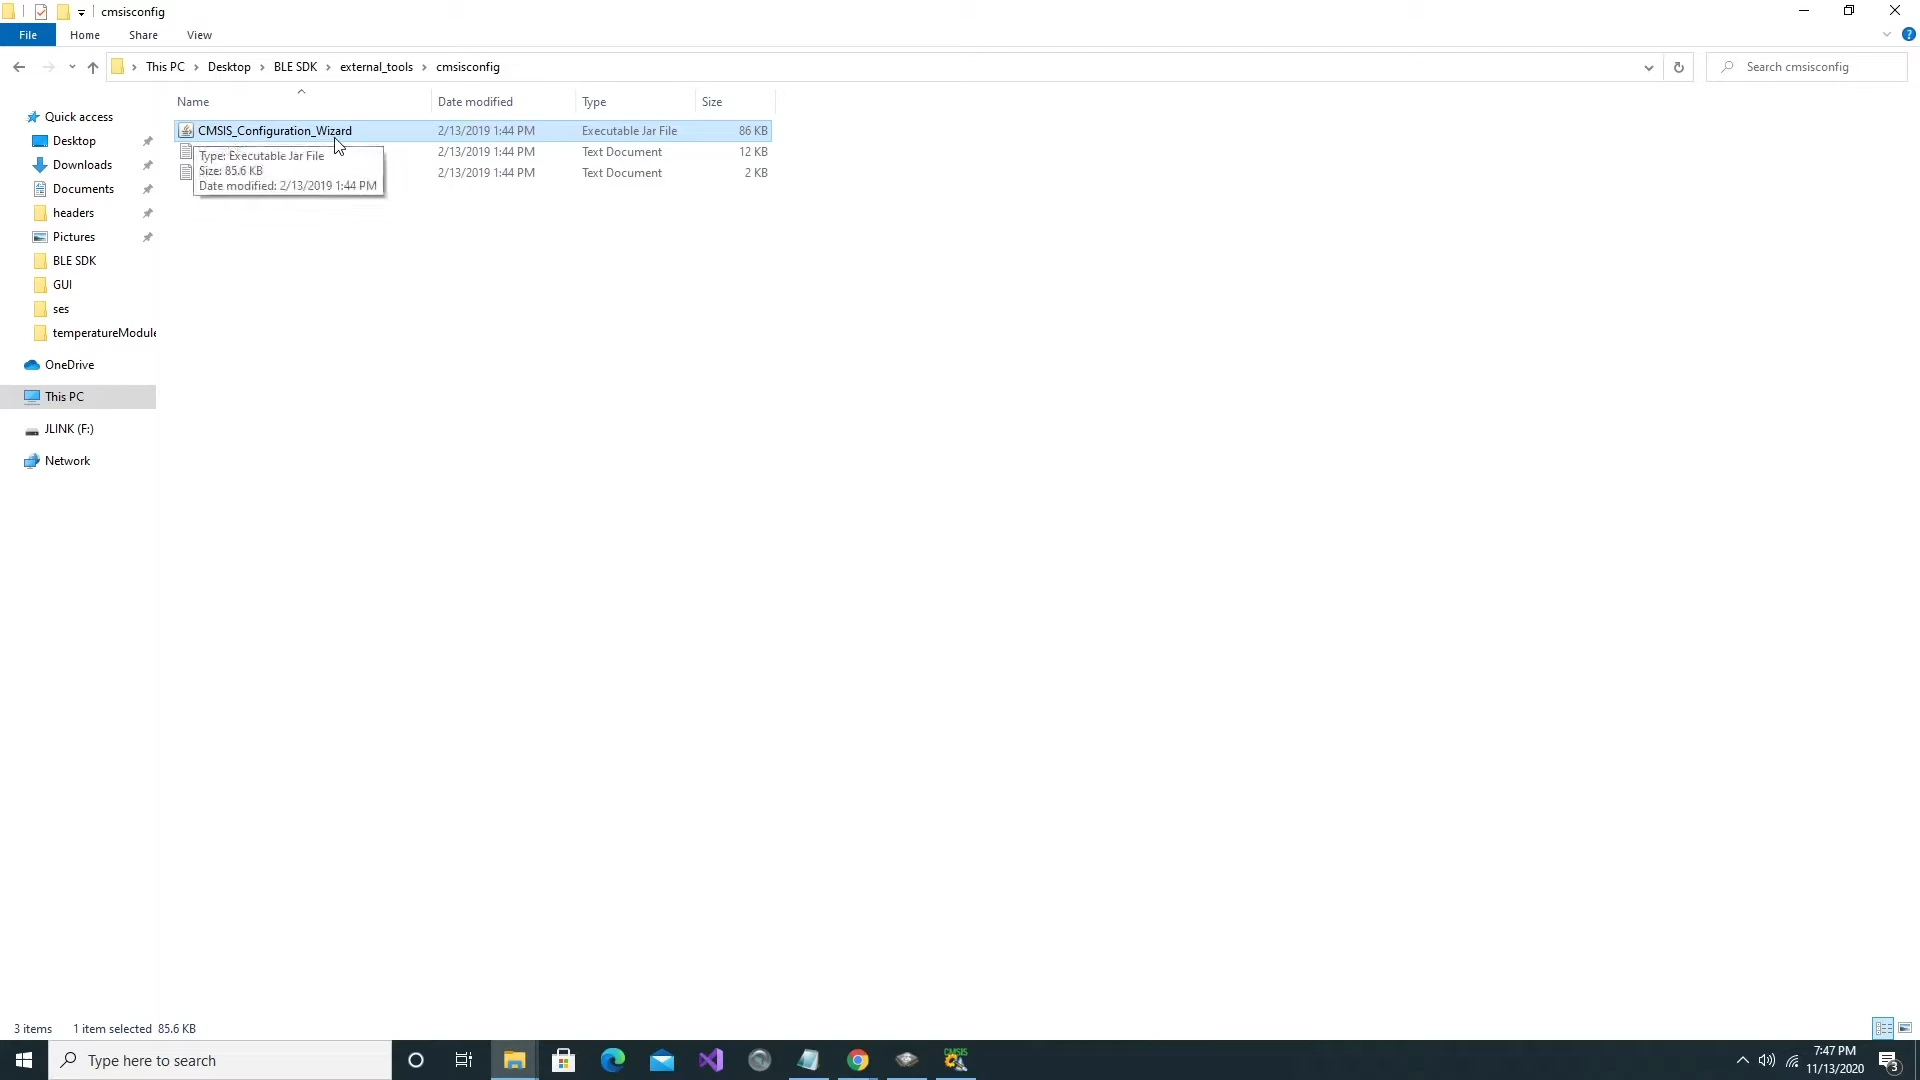 cmsisconfig
File Home Share View
This PC Desktop BLE SDK external_tools cmsisconfig
Search cmsisconfig
Name Date modified Type Size
CMSIS_Configuration_Wizard 2/13/2019 1:44 PM Executable Jar File 86 KB
2/13/2019 1:44 PM Text Document 12 KB
2/13/2019 1:44 PM Text Document 2 KB
Type: Executable Jar File
Size: 85.6 KB
Date modified: 2/13/2019 1:44 PM
Quick access
Desktop
Downloads
Documents
headers
Pictures
BLE SDK
GUI
ses
temperatureModule
OneDrive
This PC
JLINK (F:)
Network
3 items 1 item selected 85.6 KB
Type here to search
CMSIS
7:47 PM
11/13/2020
3